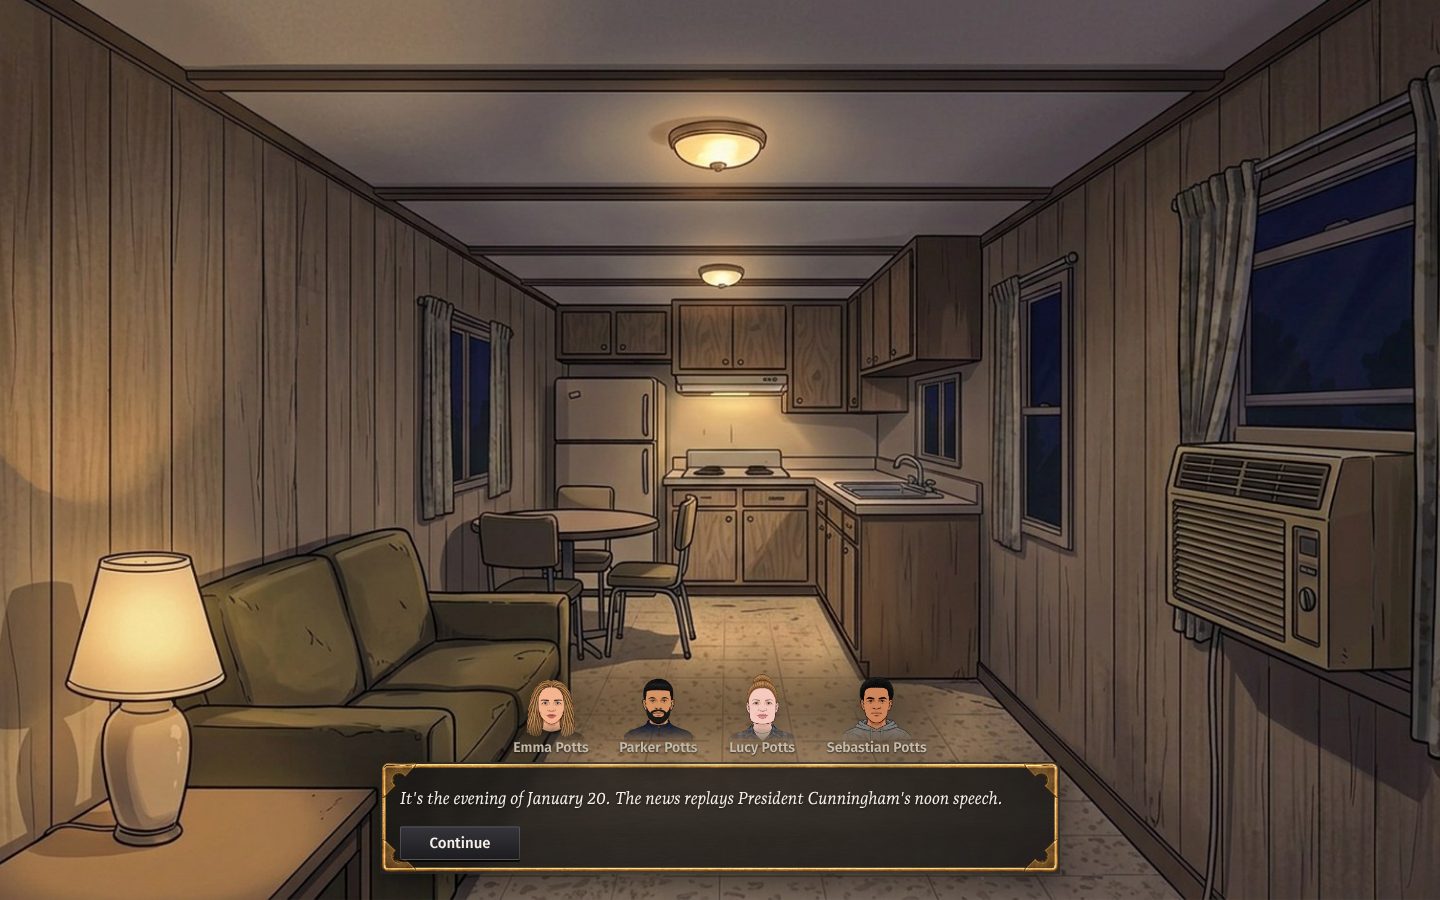 Emma Potts
Parker Potts
Lucy Potts
Sebastian Potts
It's the evening of January 20. The news replays President Cunningham's noon speech.
Continue